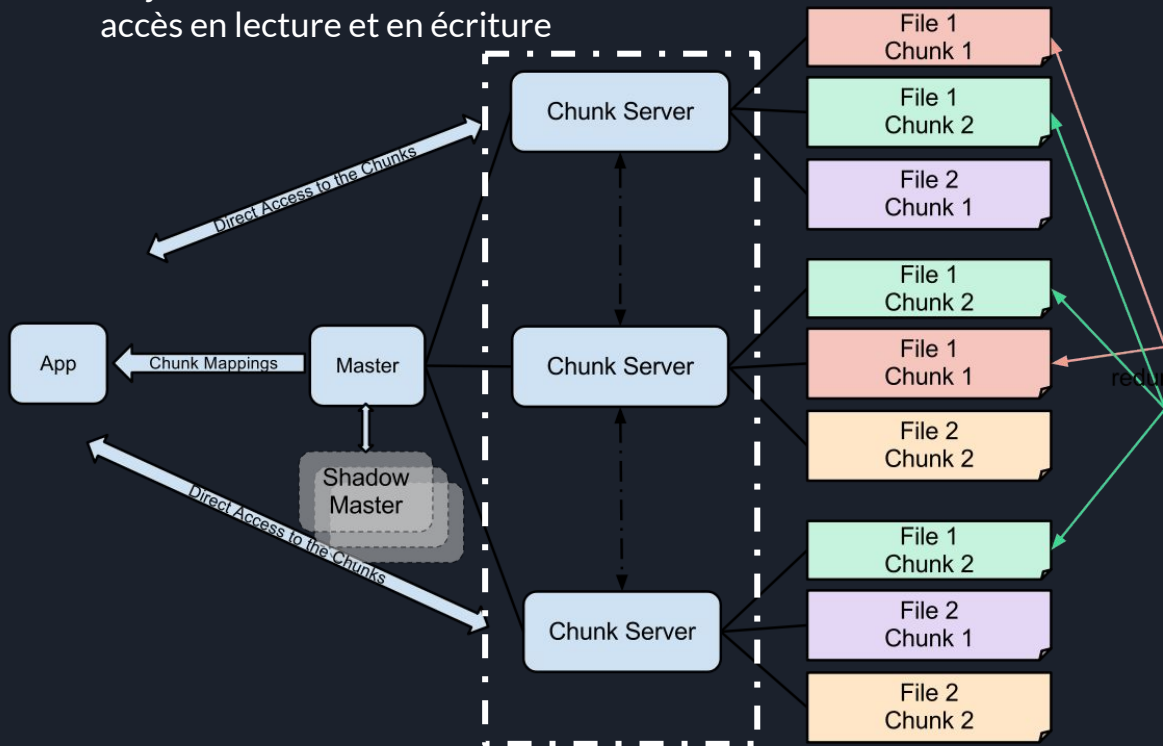 accès en lecture et en écriture
File 1
Chunk 1
Chunk Server
File 1
Chunk 2
Direct Access to the Chunks
File 2
Chunk 1
File 1
Chunk 2
App
Chunk Mappings
Master
Chunk Server
File 1
Chunk 1
File 2
Chunk 2
Shadow
Master
Direct Access to the Chunks
File 1
Chunk 2
Chunk Server
File 2
Chunk 1
File 2
Chunk 2